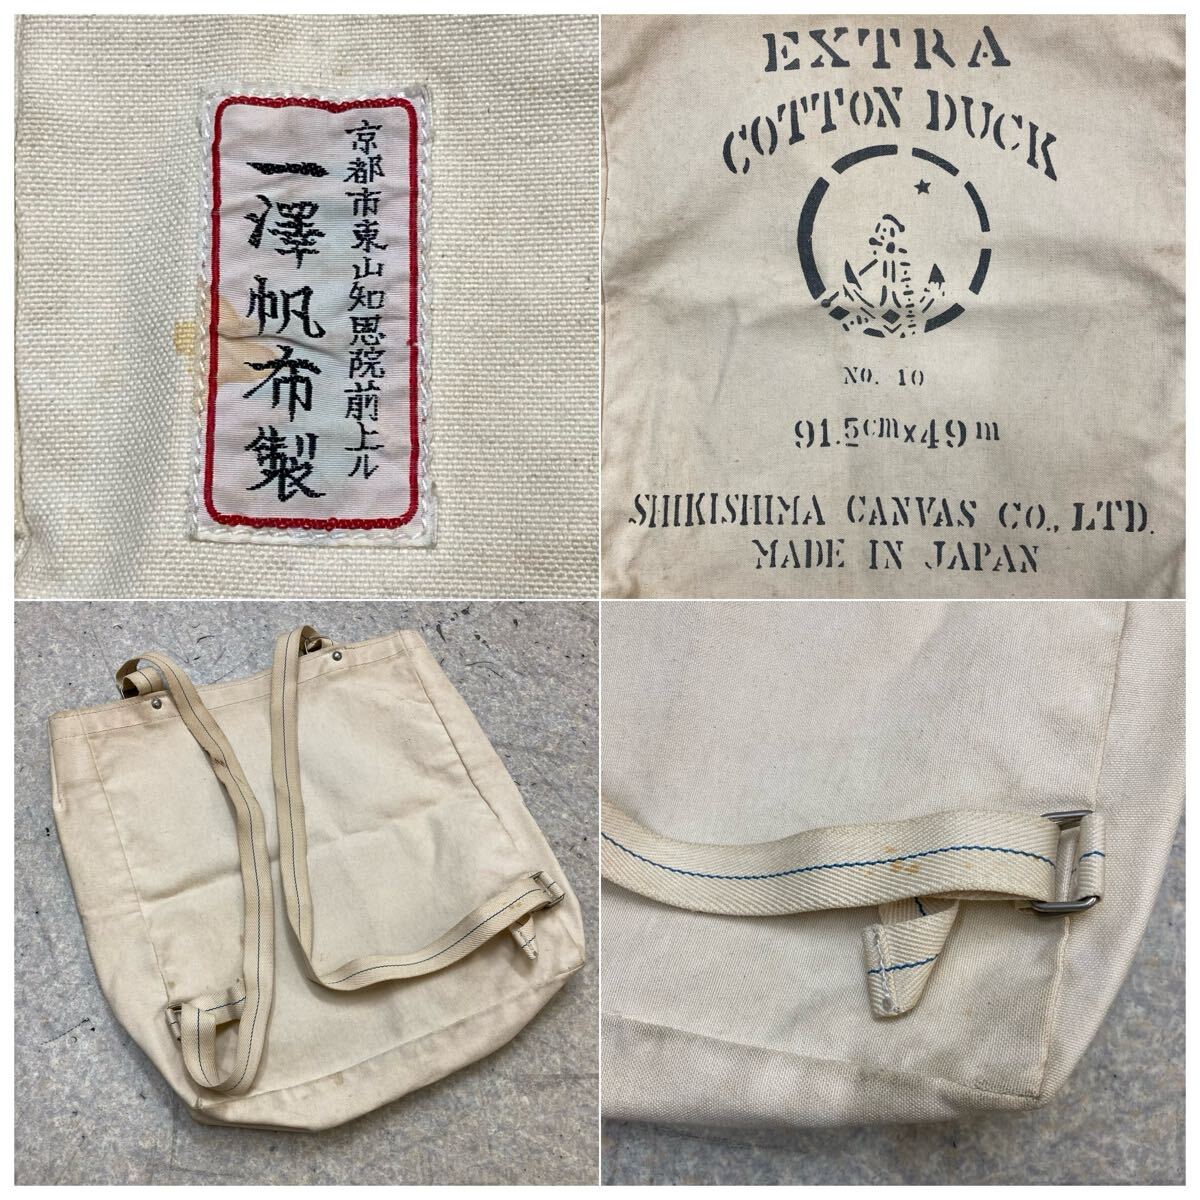 京都市東山知恩院前上ル
一澤帆布製
EXTRA
COTTON DUCK
NO. 10
91.5cm x 49m
SHIKISHIMA CANVAS CO., LTD.
MADE IN JAPAN